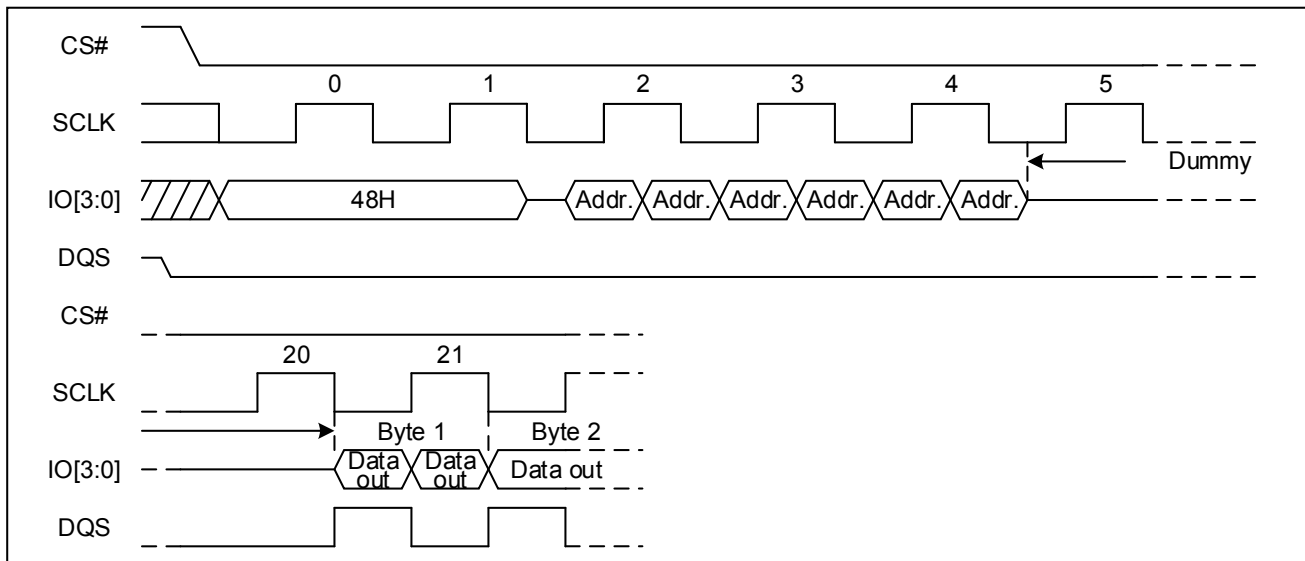 CS#
0 1 2 3 4 5
SCLK
Dummy
IO[3:0] 48H Addr. Addr. Addr. Addr. Addr. Addr.
DQS
CS#
20 21
SCLK
Byte 1 Byte 2
IO[3:0] Data out Data out Data out
DQS